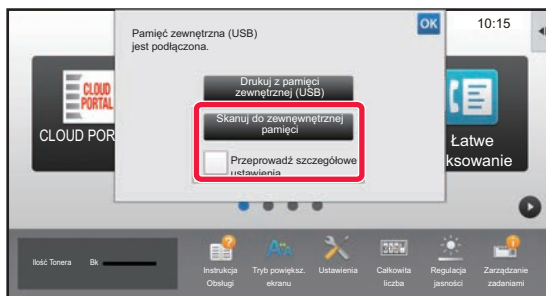 Pamięć zewnętrzna (USB)
jest podłączona.
OK
10:15
Drukuj z pamięci
zewnętrznej (USB)
Skanuj do zewnęwnętrznej
pamięci
Przeprowadź szczegółowe
ustawienia
CLOUD
PORTAL
CLOUD POR
Łatwe
ksowanie
Ilość Tonera
Bk
Instrukcja
Obsługi
Tryb powiększ.
ekranu
Ustawienia
Całkowita
liczba
Regulacja
jasności
Zarządzanie
zadaniami